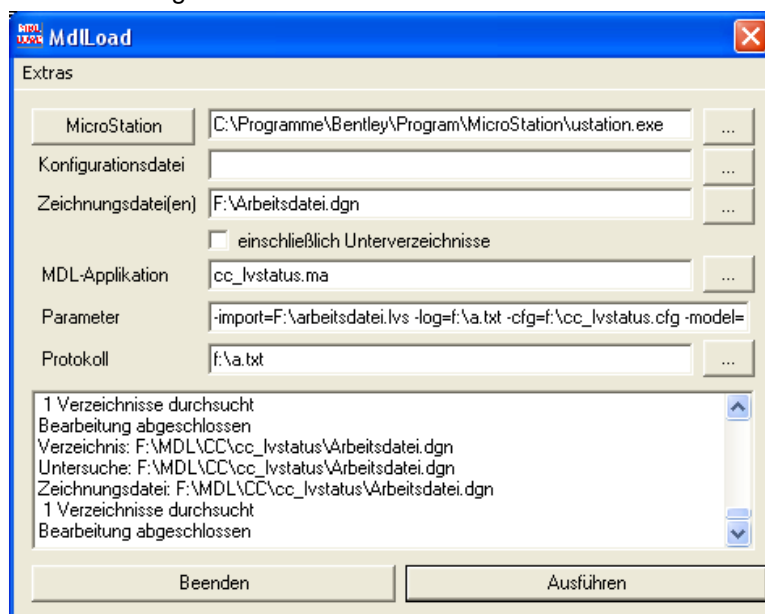 MdlLoad
Extras
MicroStation C:\Programme\Bentley\Program\MicroStation\ustation.exe ...
Konfigurationsdatei ...
Zeichnungsdatei(en) F:\Arbeitsdatei.dgn ...
einschließlich Unterverzeichnisse
MDL-Applikation cc_lvstatus.ma ...
Parameter -import=F:\arbeitsdatei.lvs -log=f:\a.txt -cfg=f:\cc_lvstatus.cfg -model=
Protokoll f:\a.txt ...
1 Verzeichnisse durchsucht
Bearbeitung abgeschlossen
Verzeichnis: F:\MDL\CC\cc_lvstatus\Arbeitsdatei.dgn
Untersuche: F:\MDL\CC\cc_lvstatus\Arbeitsdatei.dgn
Zeichnungsdatei: F:\MDL\CC\cc_lvstatus\Arbeitsdatei.dgn
1 Verzeichnisse durchsucht
Bearbeitung abgeschlossen
Beenden Ausführen